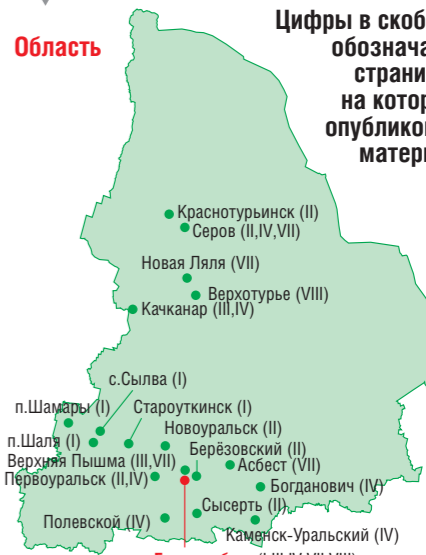 Область
Цифры в скоб
обознача
страни
на котор
опубликов
матери
Краснотурьинск (II)
Серов (II,IV,VII)
Новая Ляля (VII)
Верхотурье (VIII)
Качканар (III,IV)
с.Сылва (I)
п.Шамары (I)
Староуткинск (I)
п.Шаля (I)
Новоуральск (II)
Верхняя Пышма (III,VII)
Берёзовский (II)
Первоуральск (II,IV)
Асбест (VII)
Богданович (IV)
Сысерть (II)
Полевской (IV)
Каменск-Уральский (IV)